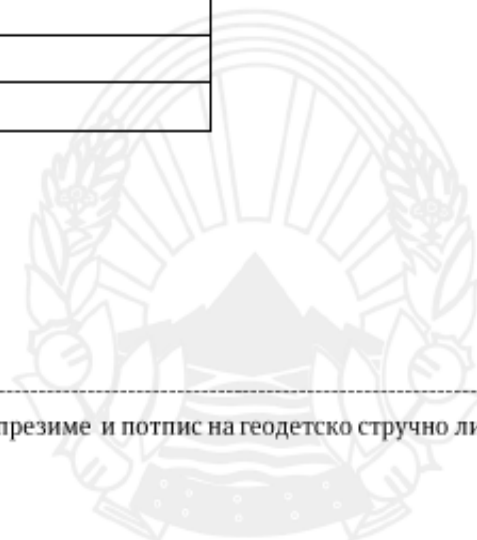 презиме и потпис на геодетско стручно ли